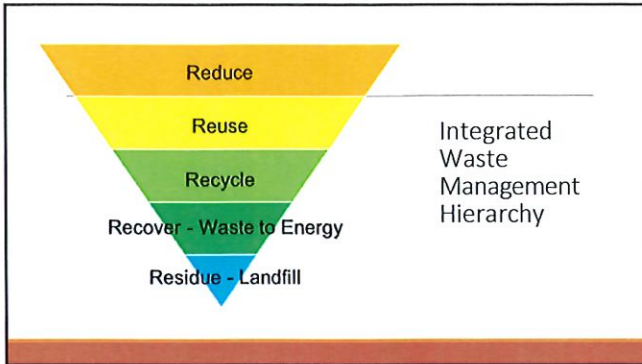 Reduce
Reuse
Recycle
Recover - Waste to Energy
Residue - Landfill
Integrated
Waste
Management
Hierarchy